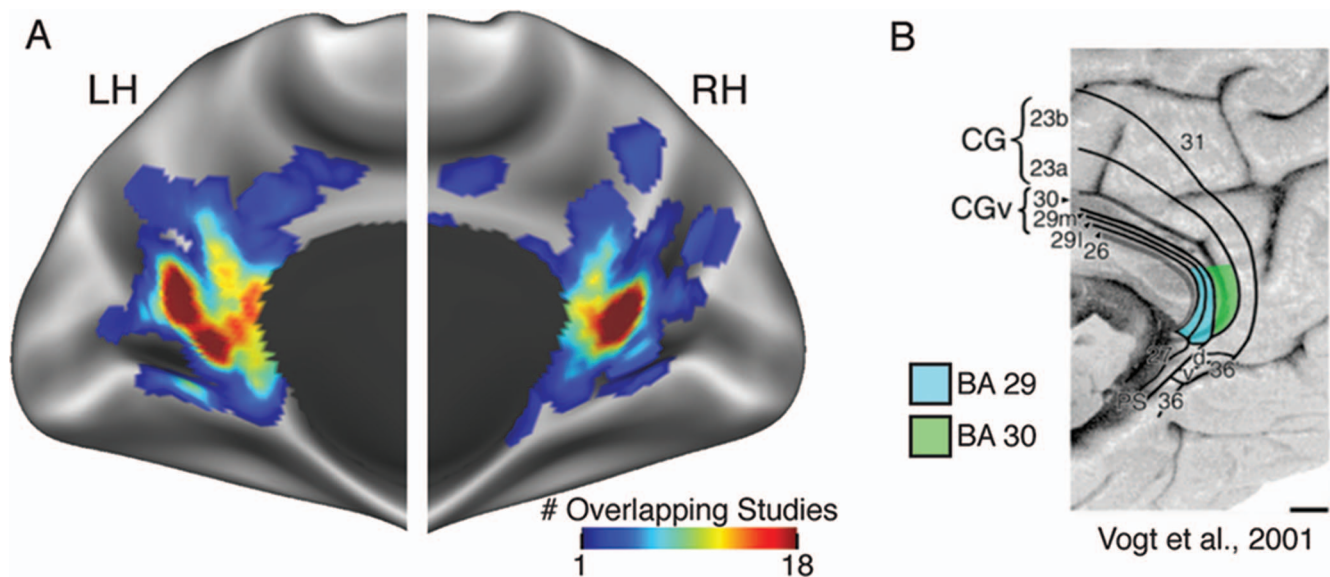 A
LH
RH
# Overlapping Studies
1
18
B
CG
23b
23a
31
CGv
30
29m
29l
26
27
d
v
36
PS
36
BA 29
BA 30
Vogt et al., 2001